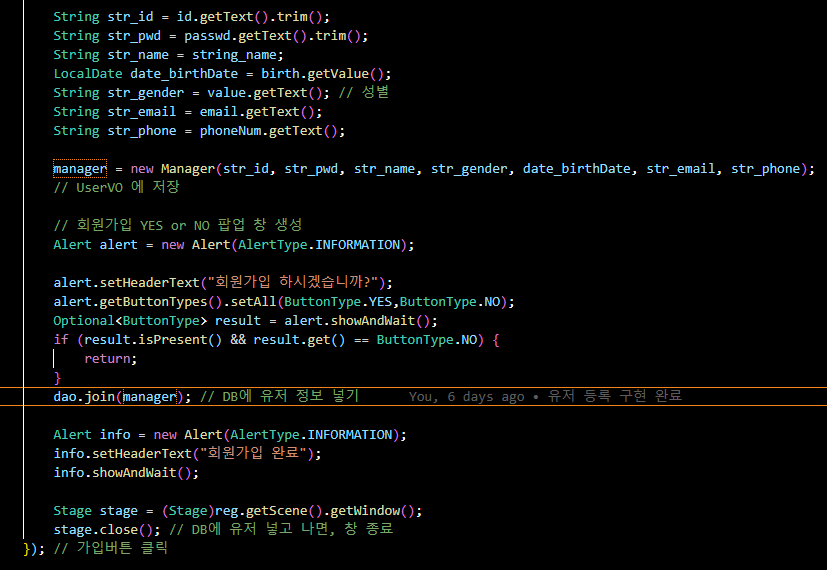 String str_id = id.getText().trim();
String str_pwd = passwd.getText().trim();
String str_name = string_name;
LocalDate date_birthDate = birth.getValue();
String str_gender = value.getText(); // 성별
String str_email = email.getText();
String str_phone = phoneNum.getText();
manager = new Manager(str_id, str_pwd, str_name, str_gender, date_birthDate, str_email, str_phone);
// UserVO 에 저장
// 회원가입 YES or NO 팝업 창 생성
Alert alert = new Alert(AlertType.INFORMATION);
alert.setHeaderText("회원가입 하시겠습니까?");
alert.getButtonTypes().setAll(ButtonType.YES,ButtonType.NO);
Optional<ButtonType> result = alert.showAndWait();
if (result.isPresent() && result.get() == ButtonType.NO) {
return;
}
dao.join(manager); // DB에 유저 정보 넣기 You, 6 days ago • 유저 등록 구현 완료
Alert info = new Alert(AlertType.INFORMATION);
info.setHeaderText("회원가입 완료");
info.showAndWait();
Stage stage = (Stage)reg.getScene().getWindow();
stage.close(); // DB에 유저 넣고 나면, 창 종료
}); // 가입버튼 클릭